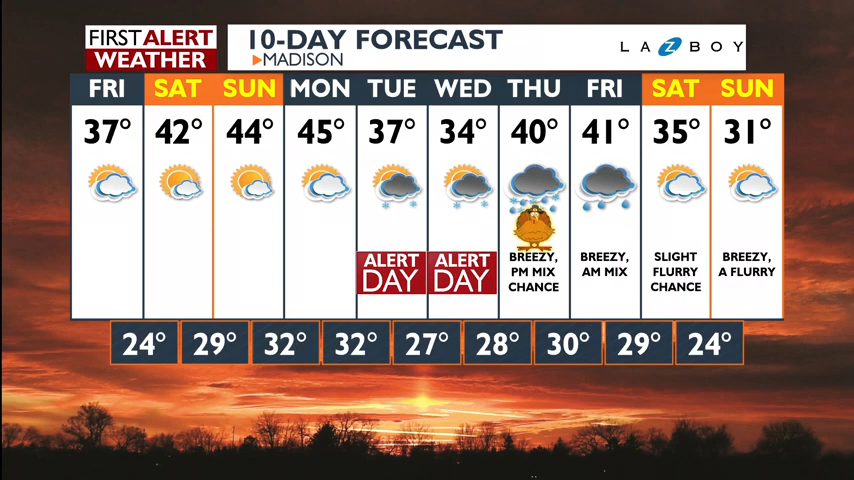 FIRST ALERT
WEATHER
10-DAY FORECAST
MADISON
LA Z BOY
FRI SAT SUN MON TUE WED THU FRI SAT SUN
37° 42° 44° 45° 37° 34° 40° 41° 35° 31°
ALERT
DAY
ALERT
DAY
BREEZY,
PM MIX
CHANCE
BREEZY,
AM MIX
SLIGHT
FLURRY
CHANCE
BREEZY,
A FLURRY
24° 29° 32° 32° 27° 28° 30° 29° 24°